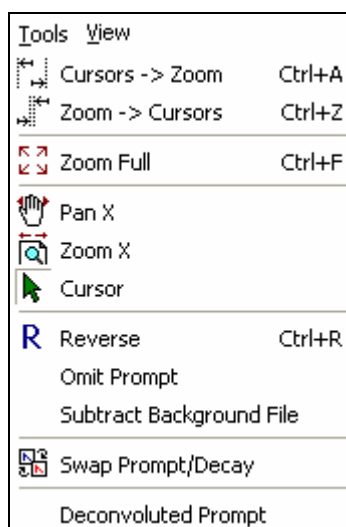 Tools View
Cursors -> Zoom Ctrl+A
Zoom -> Cursors Ctrl+Z
Zoom Full Ctrl+F
Pan X
Zoom X
Cursor
R Reverse Ctrl+R
Omit Prompt
Subtract Background File
Swap Prompt/Decay
Deconvoluted Prompt